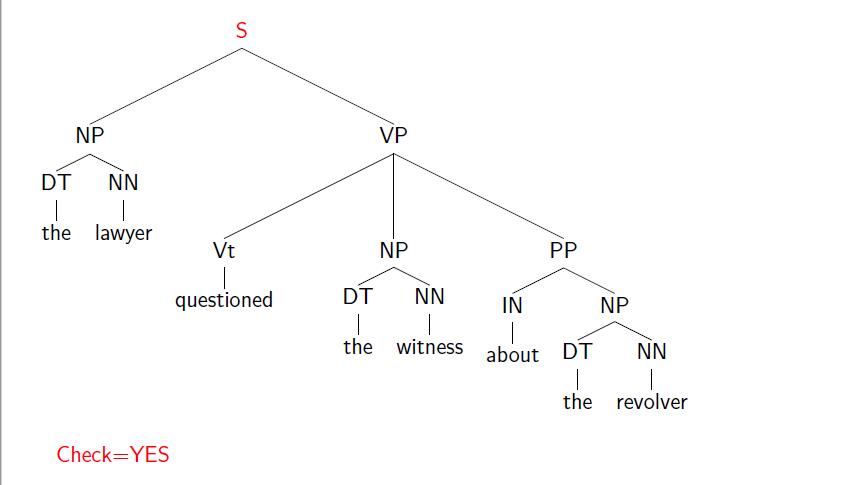 S
NP VP
DT NN
the lawyer
Vt NP PP
questioned DT NN IN NP
the witness about DT NN
the revolver
Check=YES